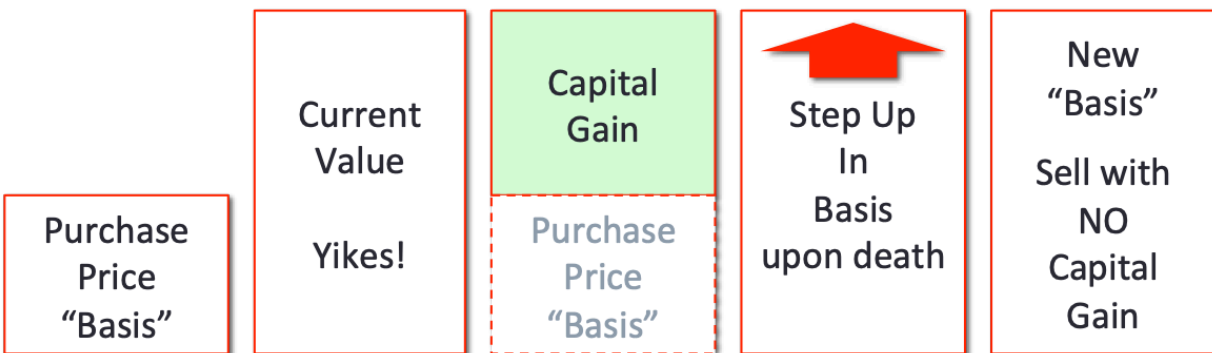 Purchase
Price
“Basis”
Current
Value
Yikes!
Capital
Gain
Purchase
Price
“Basis”
Step Up
In
Basis
upon death
New
“Basis”
Sell with
NO
Capital
Gain